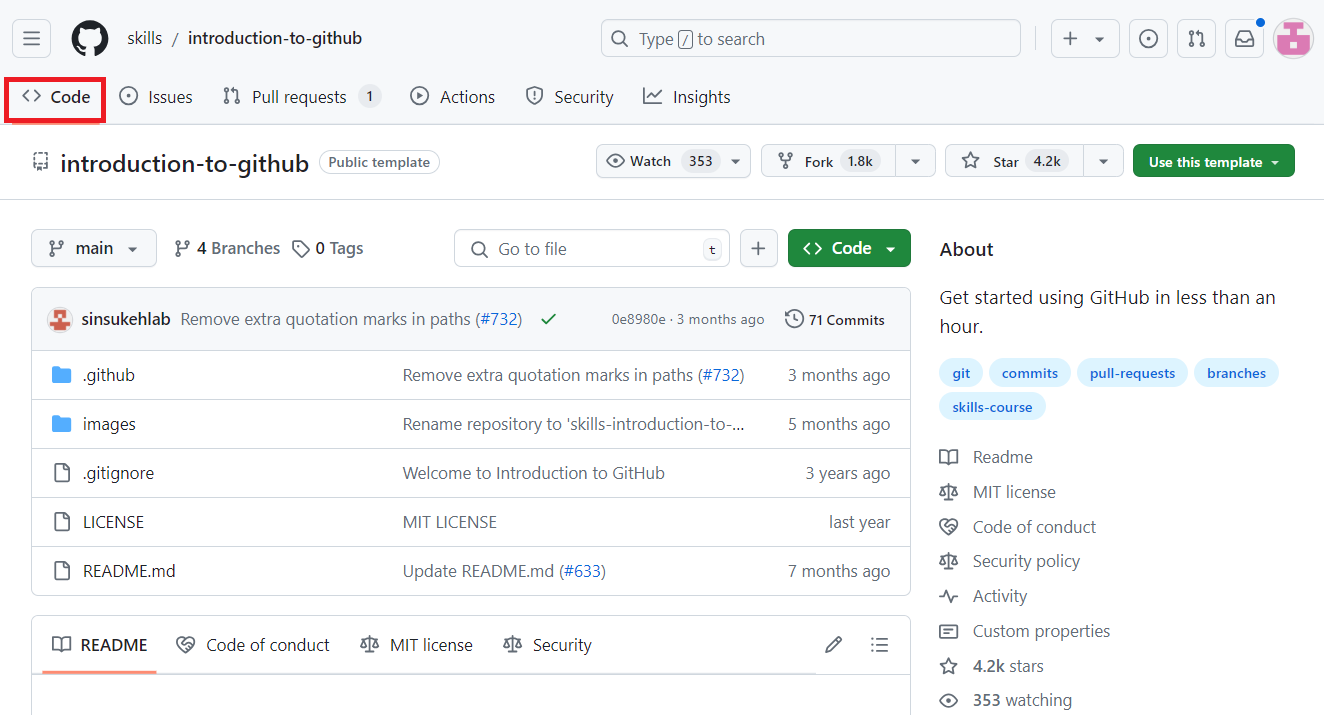 skills / introduction-to-github Type / to search
Code Issues Pull requests 1 Actions Security Insights
introduction-to-github Public template Watch 353 Fork 1.8k Star 4.2k Use this template
main 4 Branches 0 Tags Go to file t Code
sinsukehlab Remove extra quotation marks in paths (#732) 0e8980e · 3 months ago 71 Commits
.github Remove extra quotation marks in paths (#732) 3 months ago
images Rename repository to 'skills-introduction-to-... 5 months ago
.gitignore Welcome to Introduction to GitHub 3 years ago
LICENSE MIT LICENSE last year
README.md Update README.md (#633) 7 months ago
README Code of conduct MIT license Security
About
Get started using GitHub in less than an
hour.
git commits pull-requests branches
skills-course
Readme
MIT license
Code of conduct
Security policy
Activity
Custom properties
4.2k stars
353 watching